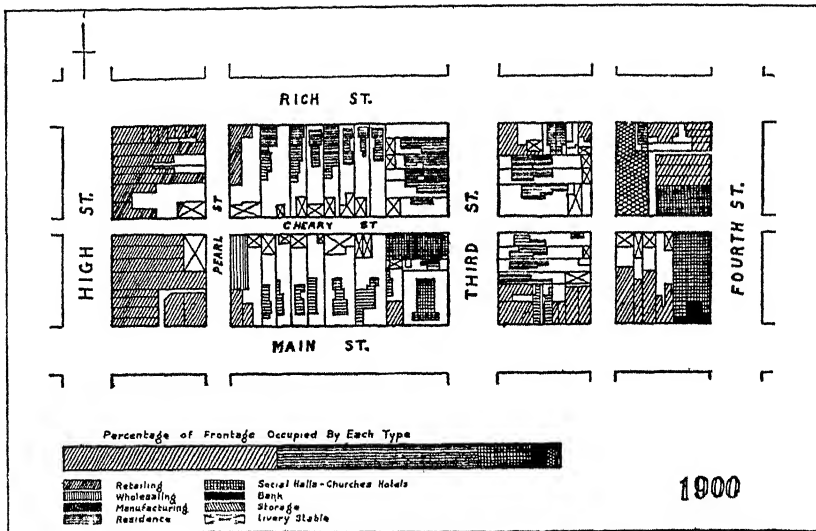 RICH ST.
HIGH ST.
PEARL ST
CHERRY ST
THIRD ST.
FOURTH ST.
MAIN ST.
Percentage of Frontage Occupied By Each Type
Retailing
Wholesaling
Manufacturing
Residence
Social Halls-Churches Hotels
Bank
Storage
Livery Stable
1900